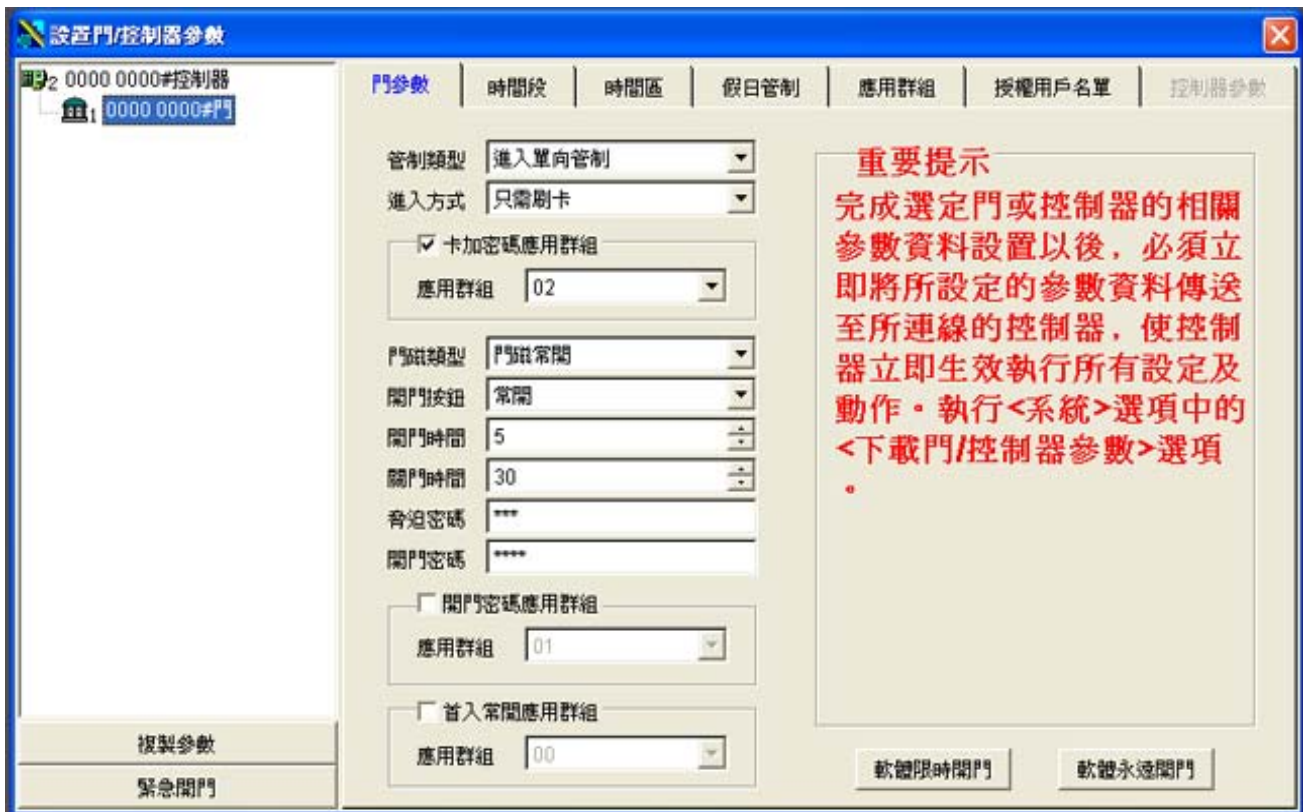 設置門/控制器參數
2 0000 0000#控制器
1 0000 0000#門
門參數
時間段
時間區
假日管制
應用群組
授權用戶名單
控制器參數
管制類型 進入單向管制
進入方式 只需刷卡
卡加密碼應用群組
應用群組 02
門磁類型 門磁常開
開門按鈕 常開
開門時間 5
關門時間 30
脅迫密碼 ***
開門密碼 ****
開門密碼應用群組
應用群組 01
首入常開應用群組
應用群組 00
重要提示
完成選定門或控制器的相關
參數資料設置以後，必須立
即將所設定的參數資料傳送
至所連線的控制器，使控制
器立即生效執行所有設定及
動作。執行<系統>選項中的
<下載門/控制器參數>選項
。
複製參數
緊急開門
軟體限時開門
軟體永遠開門